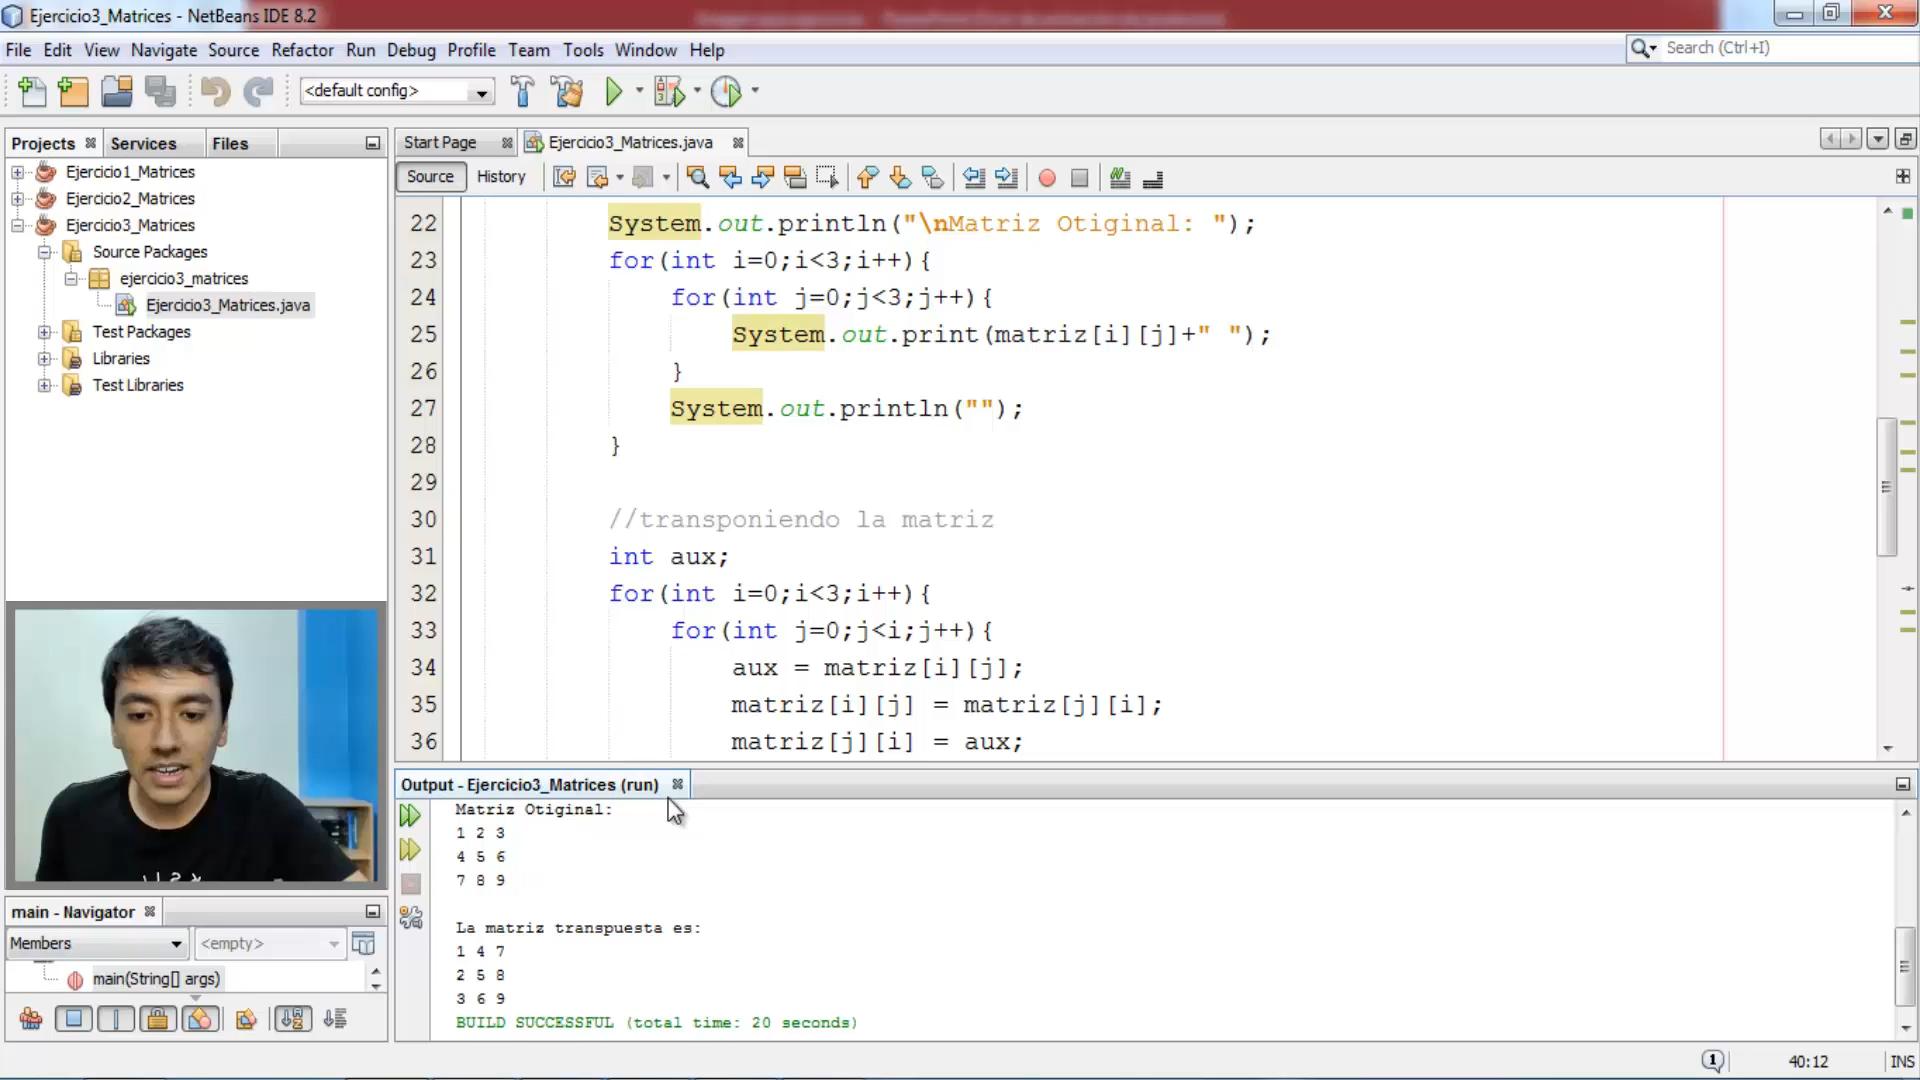 Ejercicio3_Matrices - NetBeans IDE 8.2
File Edit View Navigate Source Refactor Run Debug Profile Team Tools Window Help
Search (Ctrl+I)
<default config>
Projects Services Files
Start Page Ejercicio3_Matrices.java
Source History
Ejercicio1_Matrices
Ejercicio2_Matrices
Ejercicio3_Matrices
Source Packages
ejercicio3_matrices
Ejercicio3_Matrices.java
Test Packages
Libraries
Test Libraries
22 System.out.println("\nMatriz Otiginal: ");
23 for(int i=0;i<3;i++){
24 for(int j=0;j<3;j++){
25 System.out.print(matriz[i][j]+" ");
26 }
27 System.out.println("");
28 }
29
30 //transponiendo la matriz
31 int aux;
32 for(int i=0;i<3;i++){
33 for(int j=0;j<i;j++){
34 aux = matriz[i][j];
35 matriz[i][j] = matriz[j][i];
36 matriz[j][i] = aux;
Output - Ejercicio3_Matrices (run)
Matriz Otiginal:
1 2 3
4 5 6
7 8 9
La matriz transpuesta es:
1 4 7
2 5 8
3 6 9
BUILD SUCCESSFUL (total time: 20 seconds)
main - Navigator
Members <empty>
main(String[] args)
1
40:12 INS